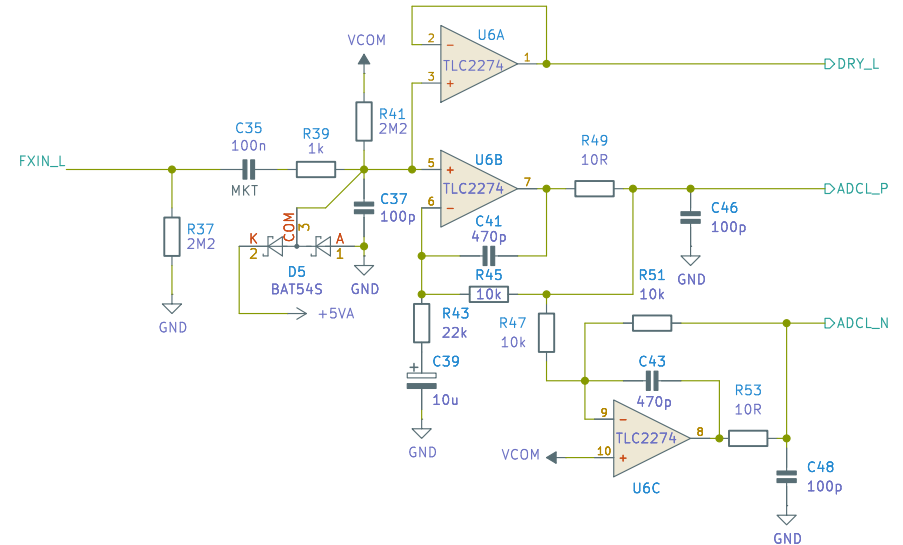 U6A
VCOM
2
−
TLC2274
1
DRY_L
3
+
R41
2M2
C35
100n
R39
1k
R49
10R
FXIN_L
MKT
5
+
U6B
TLC2274
7
ADCL_P
6
−
C37
100p
C41
470p
C46
100p
R37
2M2
COM
3
K
2
A
1
D5
BAT54S
GND
GND
+5VA
GND
R45
10k
R51
10k
GND
R43
22k
R47
10k
ADCL_N
+
C39
10u
C43
470p
R53
10R
9
−
TLC2274
8
GND
VCOM
10
+
U6C
C48
100p
GND